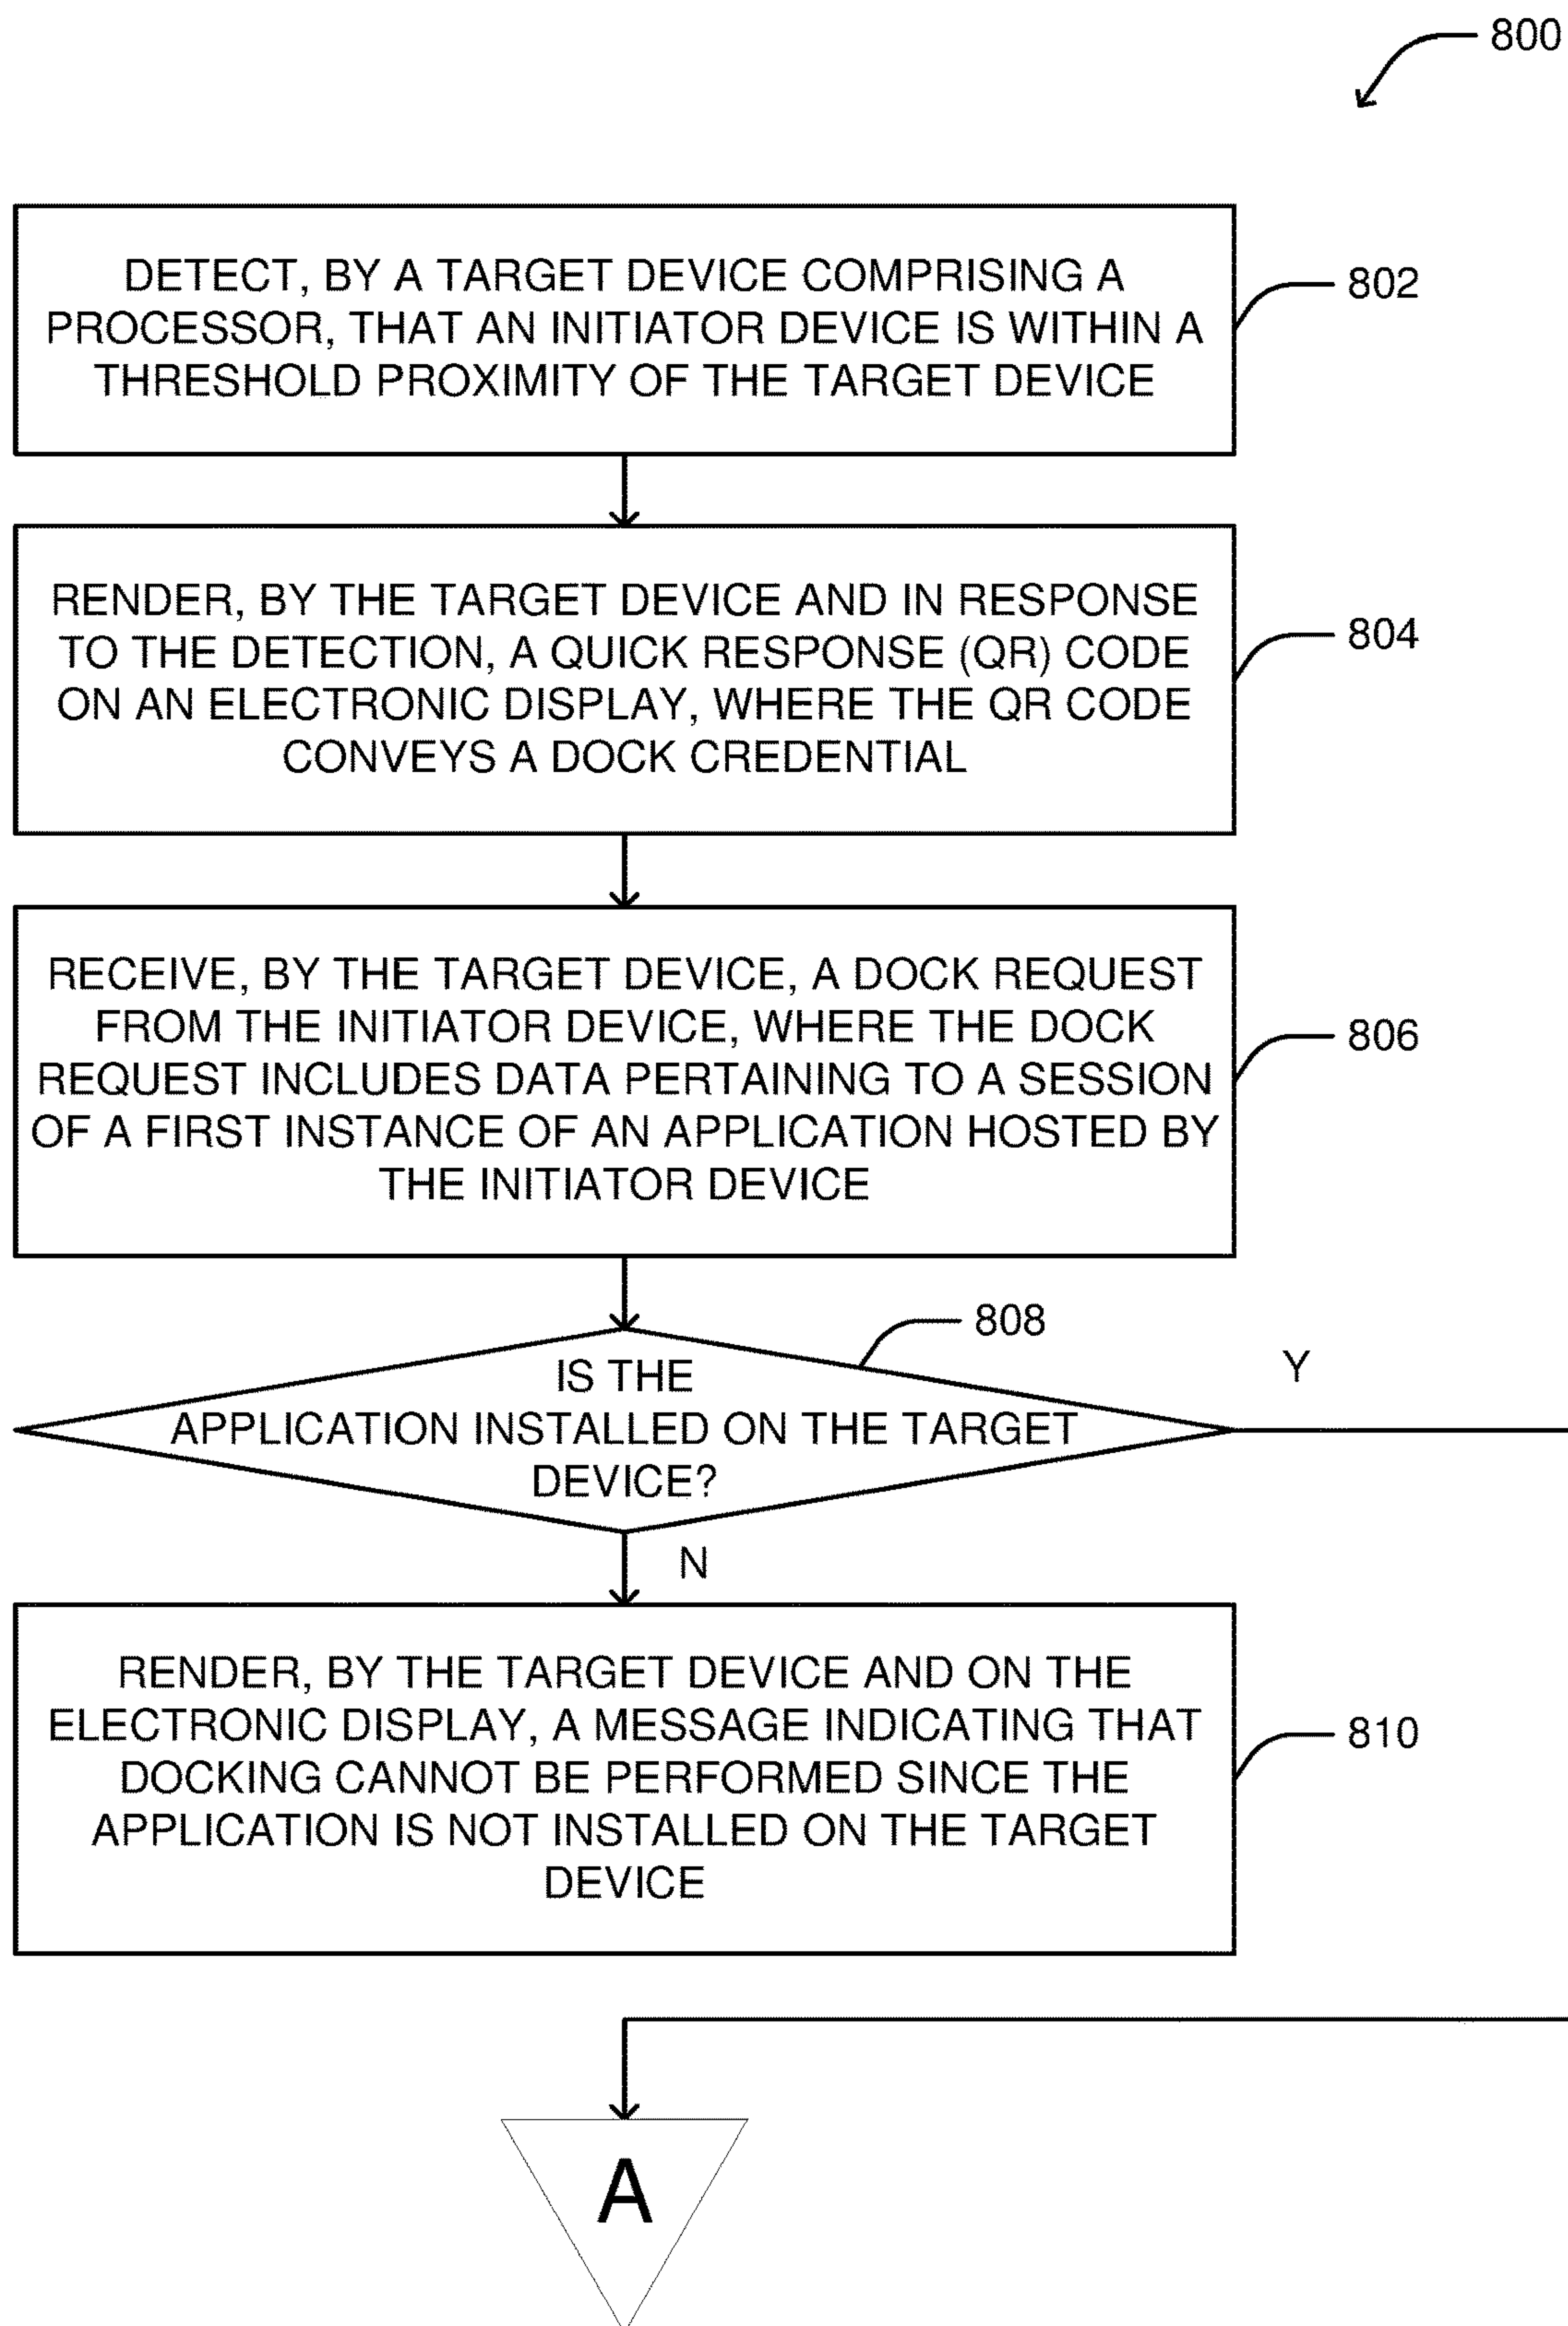 800
DETECT, BY A TARGET DEVICE COMPRISING A
PROCESSOR, THAT AN INITIATOR DEVICE IS WITHIN A
THRESHOLD PROXIMITY OF THE TARGET DEVICE
802
RENDER, BY THE TARGET DEVICE AND IN RESPONSE
TO THE DETECTION, A QUICK RESPONSE (QR) CODE
ON AN ELECTRONIC DISPLAY, WHERE THE QR CODE
CONVEYS A DOCK CREDENTIAL
804
RECEIVE, BY THE TARGET DEVICE, A DOCK REQUEST
FROM THE INITIATOR DEVICE, WHERE THE DOCK
REQUEST INCLUDES DATA PERTAINING TO A SESSION
OF A FIRST INSTANCE OF AN APPLICATION HOSTED BY
THE INITIATOR DEVICE
806
808
IS THE
APPLICATION INSTALLED ON THE TARGET
DEVICE?
Y
N
RENDER, BY THE TARGET DEVICE AND ON THE
ELECTRONIC DISPLAY, A MESSAGE INDICATING THAT
DOCKING CANNOT BE PERFORMED SINCE THE
APPLICATION IS NOT INSTALLED ON THE TARGET
DEVICE
810
A